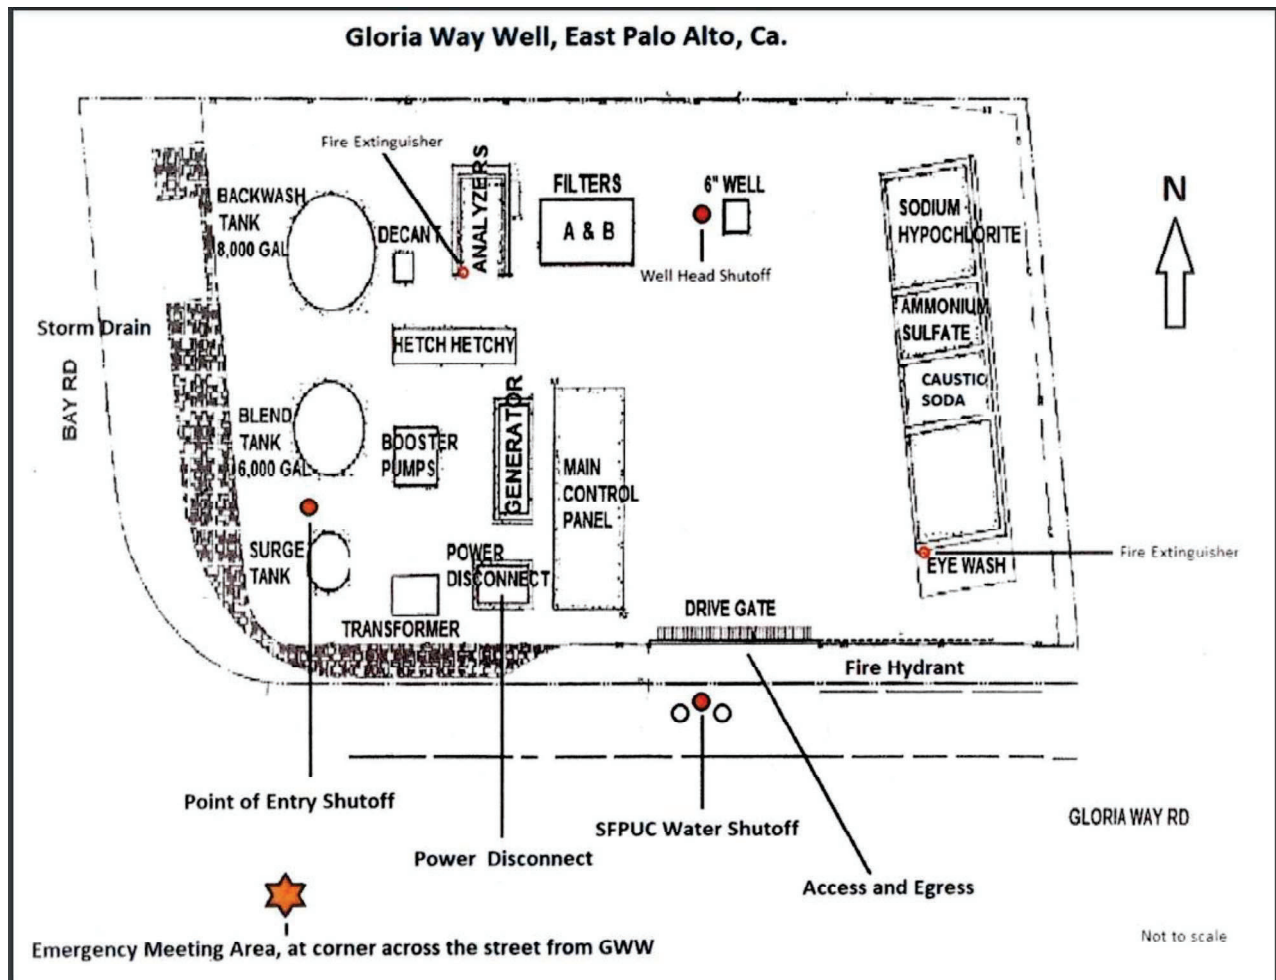 Gloria Way Well, East Palo Alto, Ca.
Fire Extinguisher
BACKWASH
TANK
8,000 GAL
DECANT
ANALYZERS
FILTERS
A & B
6" WELL
Well Head Shutoff
SODIUM
HYPOCHLORITE
AMMONIUM
SULFATE
CAUSTIC
SODA
N
Storm Drain
BAY RD
HETCH HETCHY
BLEND
TANK
6,000 GAL
BOOSTER
PUMPS
GENERATOR
MAIN
CONTROL
PANEL
SURGE
TANK
POWER
DISCONNECT
TRANSFORMER
EYE WASH
Fire Extinguisher
DRIVE GATE
Fire Hydrant
Point of Entry Shutoff
Power Disconnect
SFPUC Water Shutoff
Access and Egress
GLORIA WAY RD
Emergency Meeting Area, at corner across the street from GWW
Not to scale